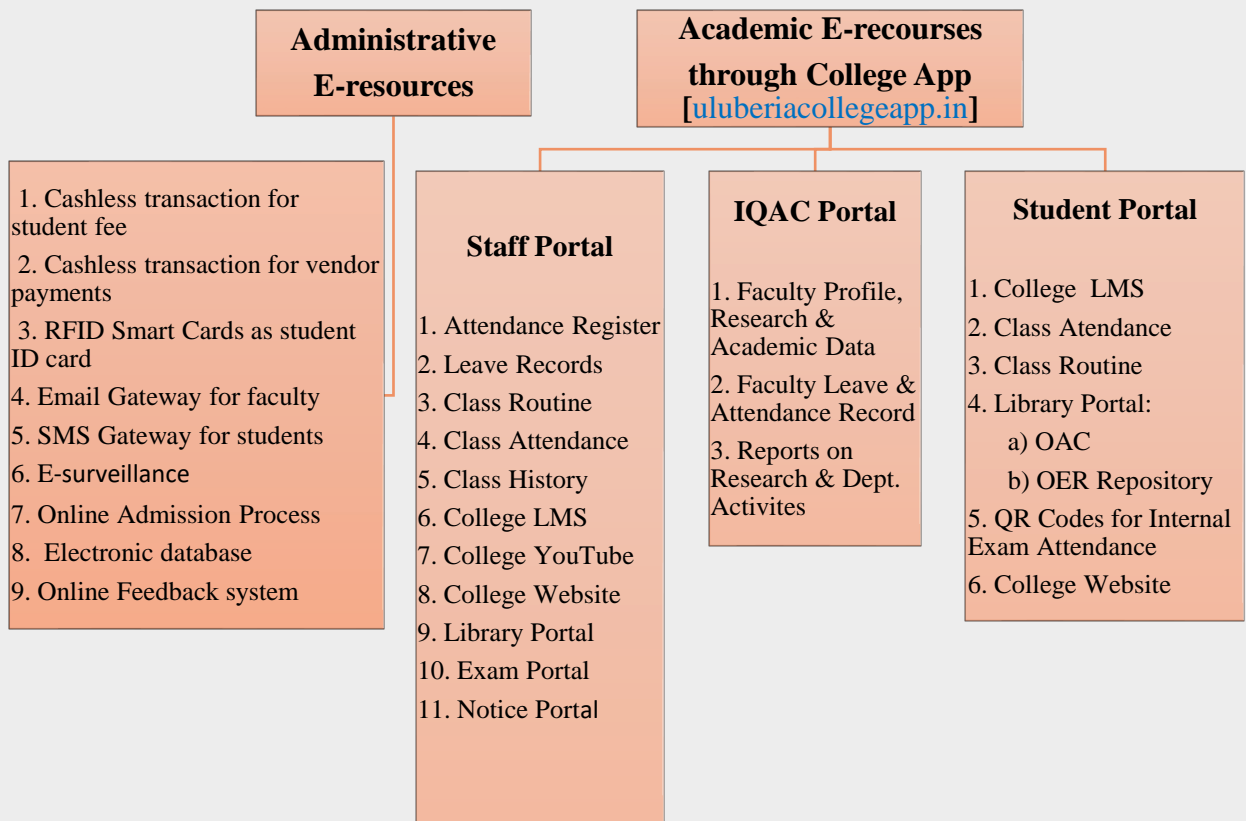 Administrative
E-resources
Academic E-recourses
through College App
[uluberiacollegeapp.in]
1. Cashless transaction for
student fee
2. Cashless transaction for vendor
payments
3. RFID Smart Cards as student
ID card
4. Email Gateway for faculty
5. SMS Gateway for students
6. E-surveillance
7. Online Admission Process
8. Electronic database
9. Online Feedback system
Staff Portal
1. Attendance Register
2. Leave Records
3. Class Routine
4. Class Attendance
5. Class History
6. College LMS
7. College YouTube
8. College Website
9. Library Portal
10. Exam Portal
11. Notice Portal
IQAC Portal
1. Faculty Profile,
Research &
Academic Data
2. Faculty Leave &
Attendance Record
3. Reports on
Research & Dept.
Activites
Student Portal
1. College LMS
2. Class Atendance
3. Class Routine
4. Library Portal:
a) OAC
b) OER Repository
5. QR Codes for Internal
Exam Attendance
6. College Website